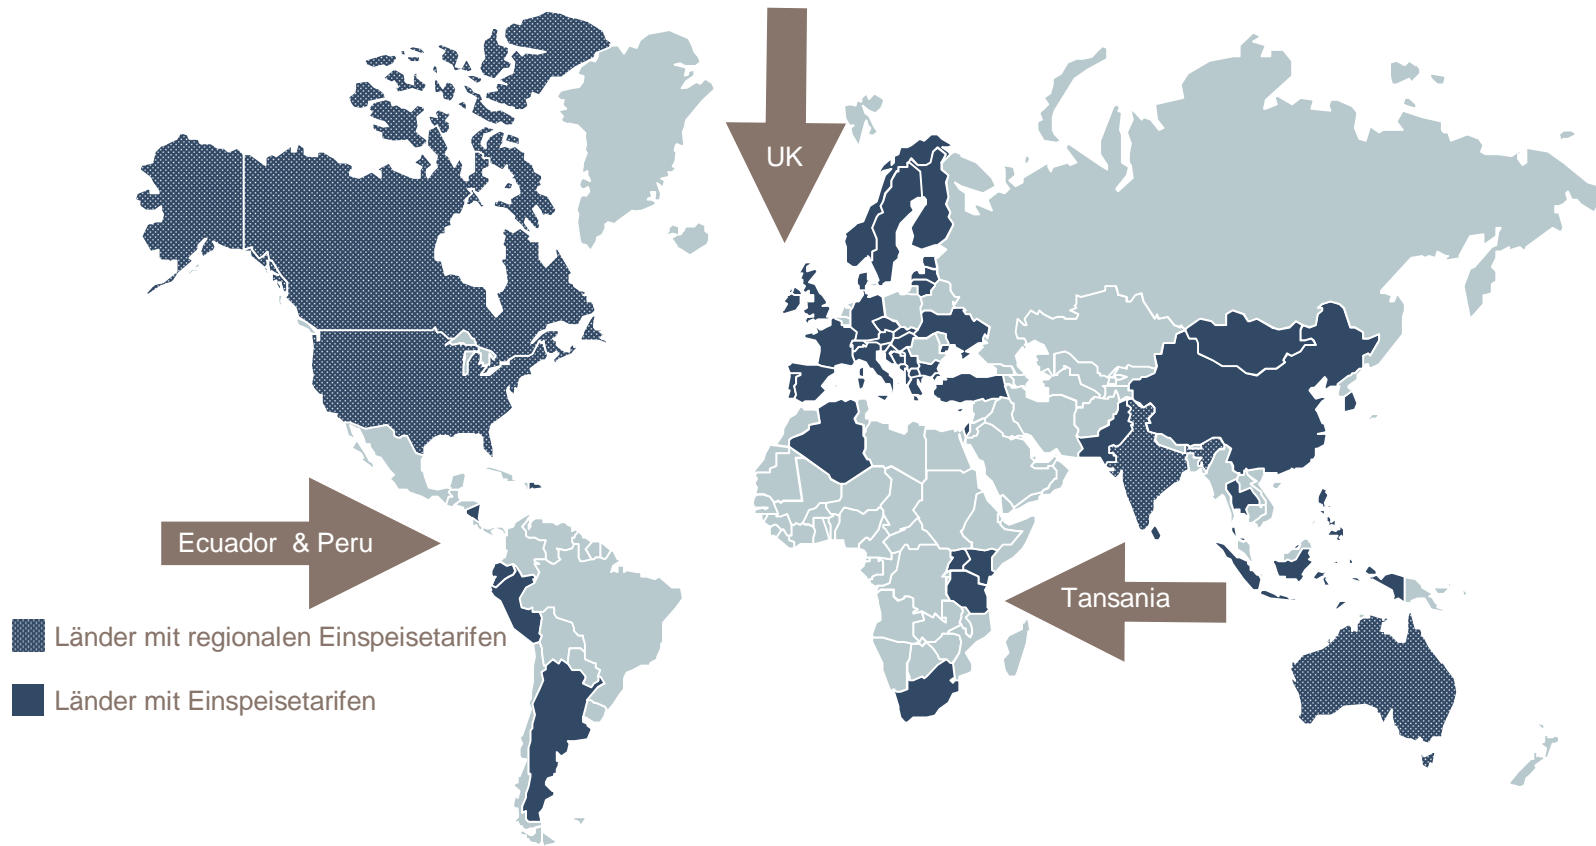 UK
Ecuador & Peru
Tansania
Länder mit regionalen Einspeisetarifen
Länder mit Einspeisetarifen